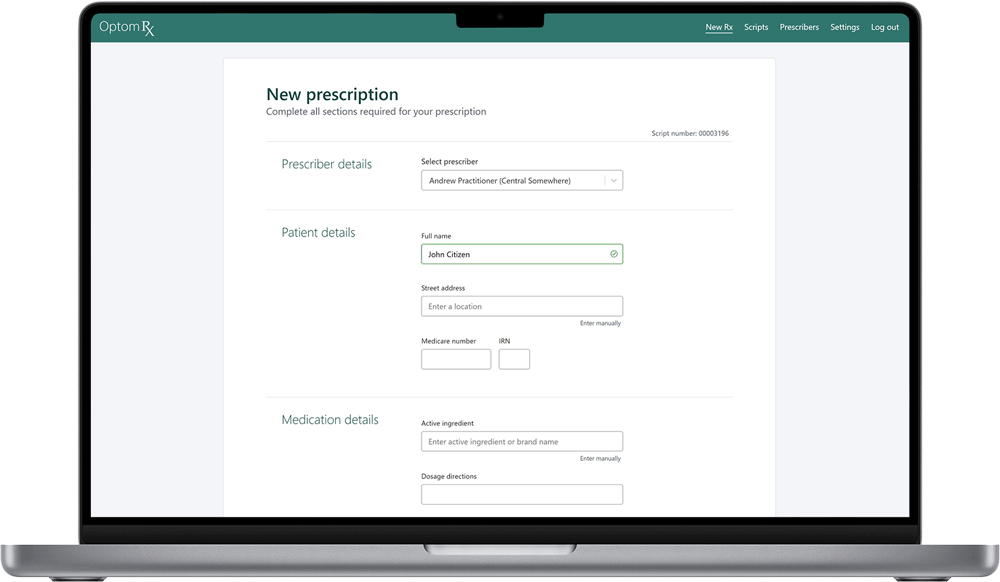 Optom Rx
New Rx Scripts Prescribers Settings Log out
New prescription
Complete all sections required for your prescription
Script number: 00003196
Prescriber details
Select prescriber
Andrew Practitioner (Central Somewhere)
Patient details
Full name
John Citizen
Street address
Enter a location
Enter manually
Medicare number IRN
Medication details
Active ingredient
Enter active ingredient or brand name
Enter manually
Dosage directions